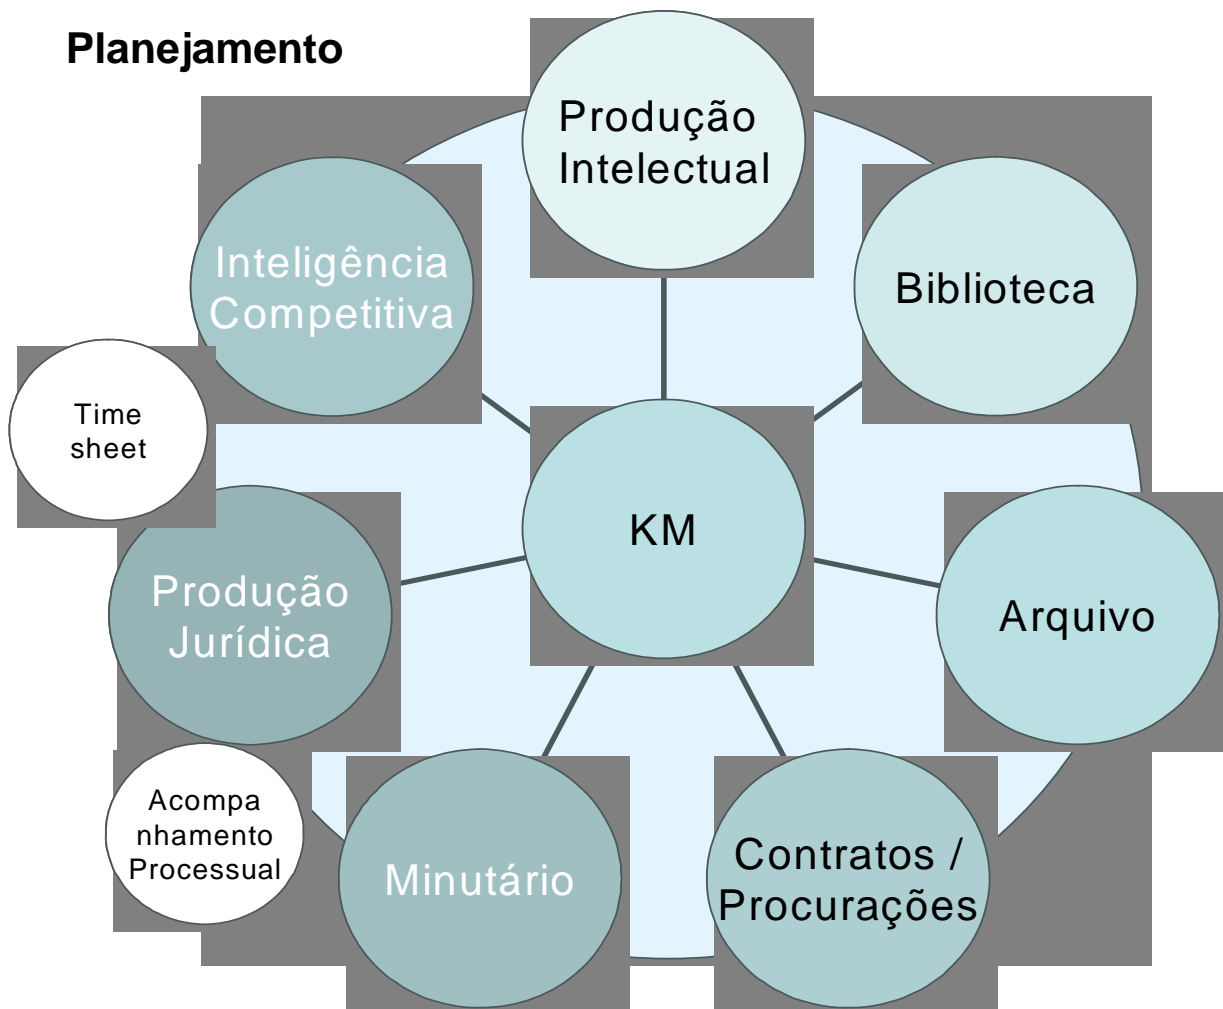 Planejamento
Produção
Intelectual
Inteligência
Competitiva
Biblioteca
Time
sheet
KM
Produção
Jurídica
Arquivo
Acompa
nhamento
Processual
Minutário
Contratos /
Procurações